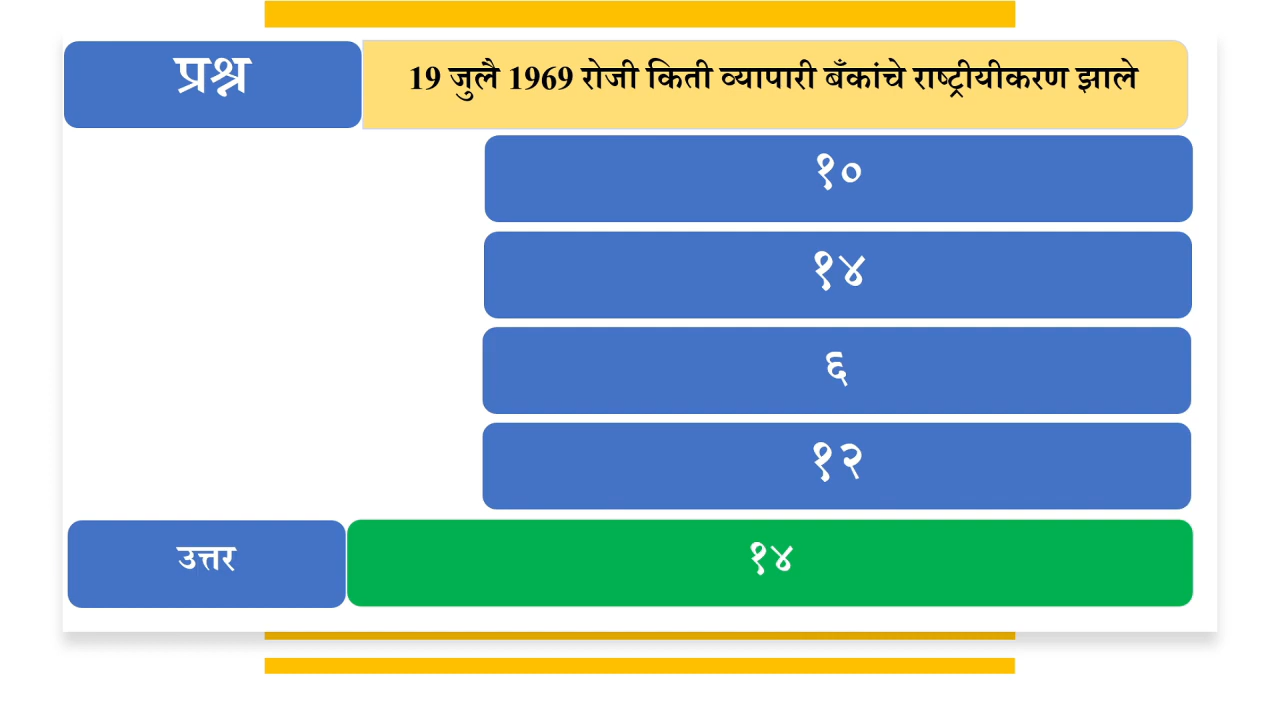 प्रश्न
19 जुलै 1969 रोजी किती व्यापारी बँकांचे राष्ट्रीयीकरण झाले
१०
१४
६
१२
उत्तर
१४